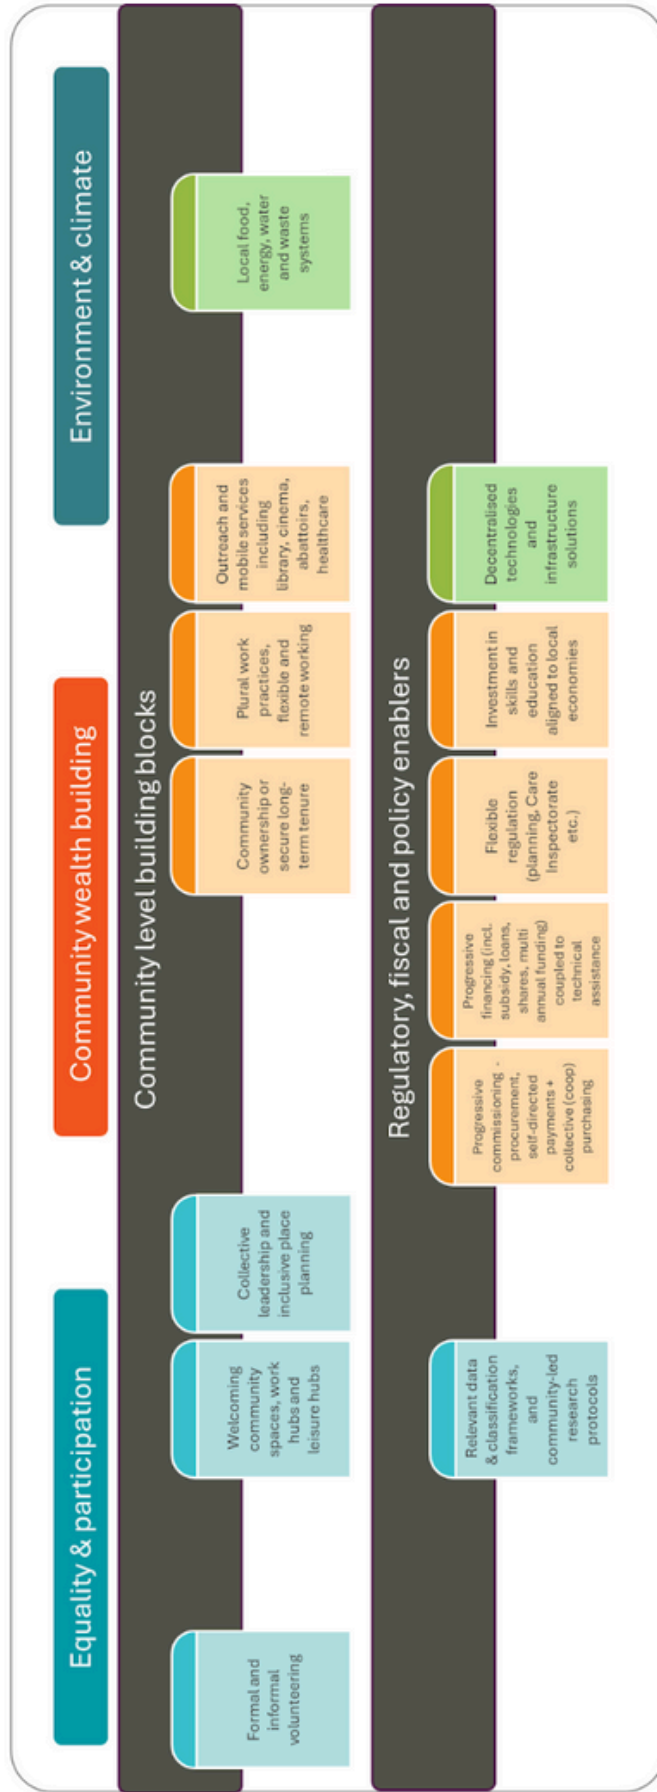 Equality & participation
Community wealth building
Environment & climate
Community level building blocks
Formal and
informal
volunteering
Welcoming
community
spaces, work
hubs and
leisure hubs
Collective
leadership and
inclusive place
planning
Community
ownership or
secure long-
term tenure
Plural work
practices,
flexible and
remote working
Outreach and
mobile services
including
library, cinema,
abattoirs,
healthcare
Local food,
energy, water
and waste
systems
Regulatory, fiscal and policy enablers
Relevant data
& classification
frameworks,
and
community-led
research
protocols
Progressive
commissioning -
procurement,
self-directed
payments +
collective (coop)
purchasing
Progressive
financing (incl.
subsidy, loans,
shares, multi
annual funding)
coupled to
technical
assistance
Flexible
regulation
(planning, Care
Inspectorate
etc.)
Investment in
skills and
education
aligned to local
economies
Decentralised
technologies
and
infrastructure
solutions